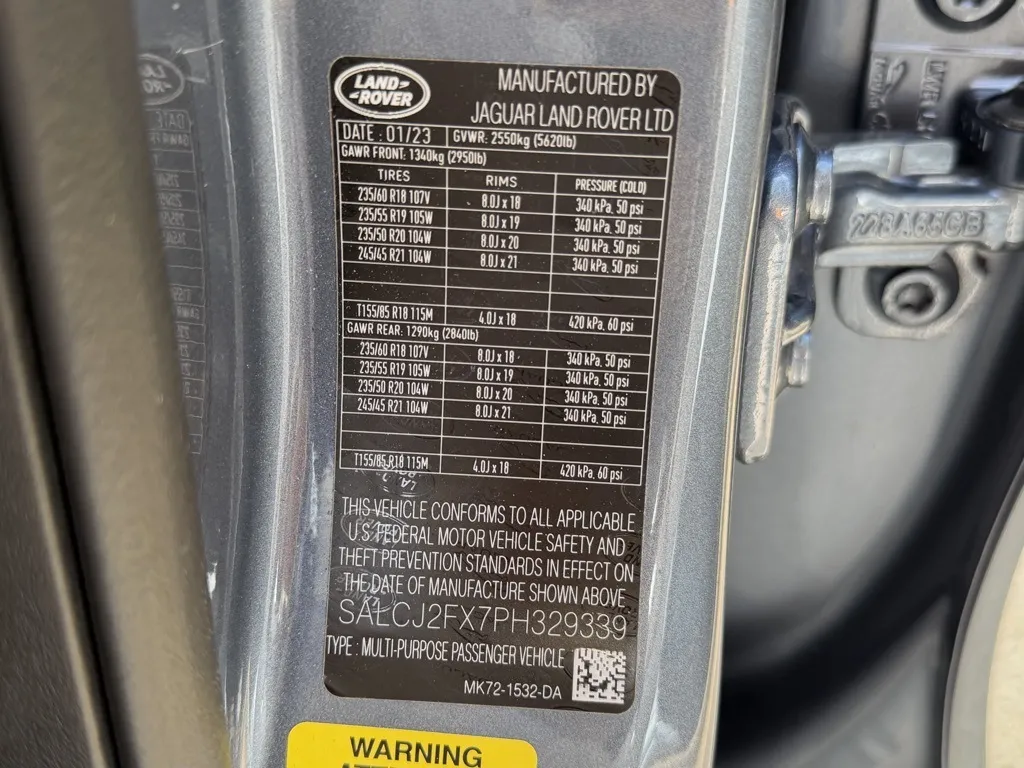 LAND-
-ROVER
MANUFACTURED BY
JAGUAR LAND ROVER LTD
DATE : 01/23 GVWR: 2550kg (5620lb)
GAWR FRONT: 1340kg (2950lb)
TIRES RIMS PRESSURE (COLD)
235/60 R18 107V 8.0J x 18 340 kPa, 50 psi
235/55 R19 105W 8.0J x 19 340 kPa, 50 psi
235/50 R20 104W 8.0J x 20 340 kPa, 50 psi
245/45 R21 104W 8.0J x 21 340 kPa, 50 psi
T155/85 R18 115M 4.0J x 18 420 kPa, 60 psi
GAWR REAR: 1290kg (2840lb)
235/60 R18 107V 8.0J x 18 340 kPa, 50 psi
235/55 R19 105W 8.0J x 19 340 kPa, 50 psi
235/50 R20 104W 8.0J x 20 340 kPa, 50 psi
245/45 R21 104W 8.0J x 21 340 kPa, 50 psi
T155/85 R18 115M 4.0J x 18 420 kPa, 60 psi
THIS VEHICLE CONFORMS TO ALL APPLICABLE
U.S FEDERAL MOTOR VEHICLE SAFETY AND
THEFT PREVENTION STANDARDS IN EFFECT ON
THE DATE OF MANUFACTURE SHOWN ABOVE
SALCJ2FX7PH329339
TYPE : MULTI-PURPOSE PASSENGER VEHICLE
MK72-1532-DA
WARNING